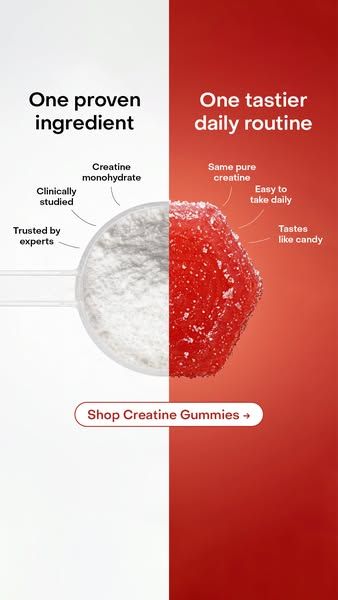 One proven
ingredient
One tastier
daily routine
Creatine
monohydrate
Clinically
studied
Trusted by
experts
Same pure
creatine
Easy to
take daily
Tastes
like candy
Shop Creatine Gummies →